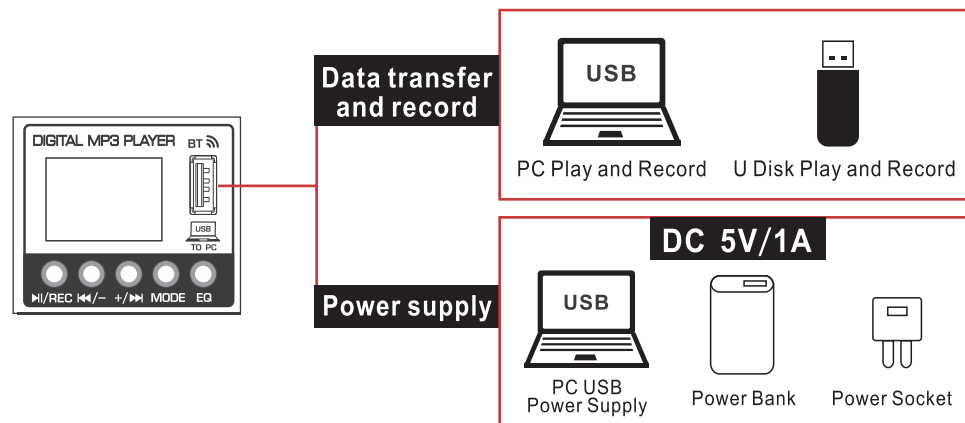 DIGITAL MP3 PLAYER
BT
USB
TO PC
/REC
/–
+/
MODE
EQ
Data transfer
and record
USB
PC Play and Record
U Disk Play and Record
Power supply
DC 5V/1A
USB
PC USB
Power Supply
Power Bank
Power Socket